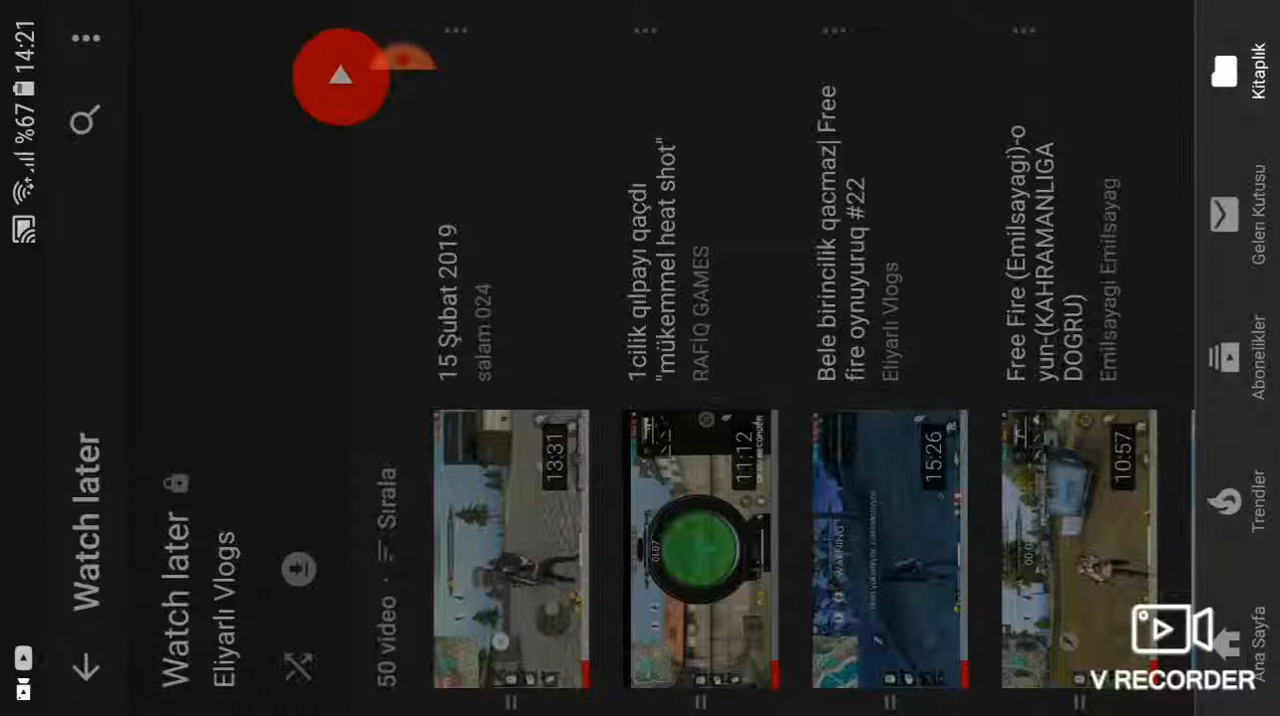 %67 14:21
Watch later
Watch later
Eliyarlı Vlogs
50 video · Sırala
13:31
15 Şubat 2019
salam 024
11:12
1cilik qılpayı qaçdı
"mükemmel heat shot"
RAFİQ GAMES
15:26
Bele birincilik qacmaz| Free
fire oynuyuruq #22
Eliyarlı Vlogs
10:57
Free Fire (Emilsayagi)-o
yun-(KAHRAMANLIGA
DOGRU)
Emilsayagi Emilsayag
Ana Sayfa
Trendler
Abonelikler
Gelen Kutusu
Kitaplık
V RECORDER